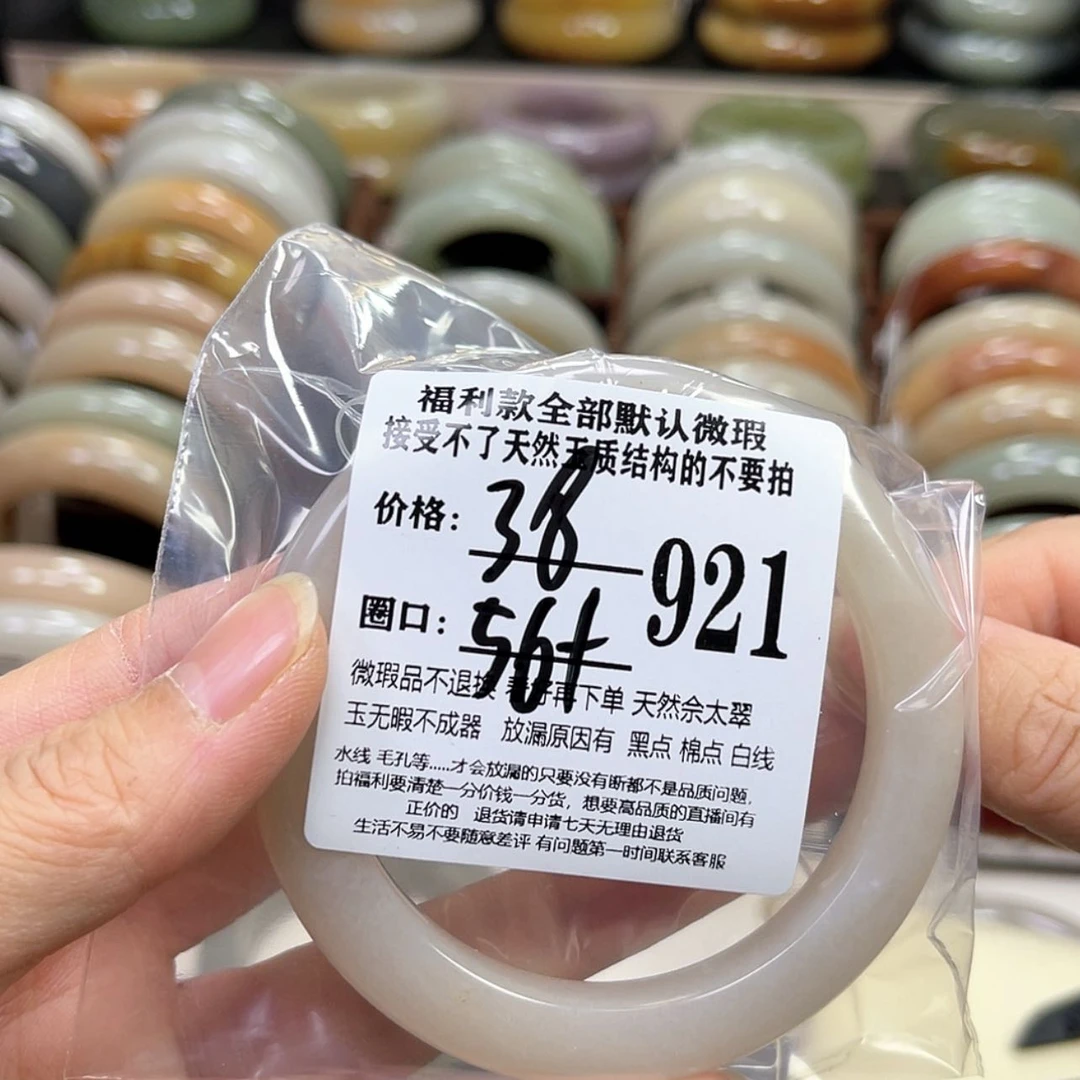 福利款全部默认微瑕
接受不了天然玉质结构的不要拍
价格：38
921
圈口：56+
微瑕品不退换 看好再下单 天然佘太翠
玉无暇不成器 放漏原因有 黑点 棉点 白线
水线 毛孔等.....才会放漏的只要没有断都不是品质问题，
拍福利要清楚一分价钱一分货，想要高品质的直播间有
正价的 退货请申请七天无理由退货
生活不易不要随意差评 有问题第一时间联系客服